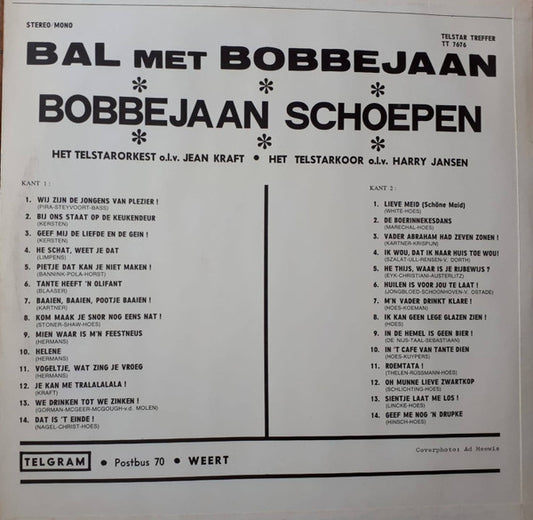 STEREO/MONO
TELSTAR TREFFER
TT 7676
BAL MET BOBBEJAAN
BOBBEJAAN SCHOEPEN
HET TELSTARORKEST o.l.v. JEAN KRAFT • HET TELSTARKOOR o.l.v. HARRY JANSEN
KANT 1:
1. WIJ ZIJN DE JONGENS VAN PLEZIER!
(PIRA-STEYVOORT-BASS)
2. BIJ ONS STAAT OP DE KEUKENDEUR
(KERSTEN)
3. GEEF MIJ DE LIEFDE EN DE GEIN!
(KERSTEN)
4. HE SCHAT, WEET JE DAT
(LIMPENS)
5. PIETJE DAT KAN JE NIET MAKEN!
(BANNINK-POLA-HORST)
6. TANTE HEEFT 'N OLIFANT
(BLAASER)
7. BAAIEN, BAAIEN, POOTJE BAAIEN!
(KARTNER)
8. KOM MAAK JE SNOR NOG EENS NAT!
(STONER-SHAW-HOES)
9. MIEN WAAR IS M'N FEESTNEUS
(HERMANS)
10. HELENE
(HERMANS)
11. VOGELTJE, WAT ZING JE VROEG
(HERMANS)
12. JE KAN ME TRALALALALA!
(KRAFT)
13. WE DRINKEN TOT WE ZINKEN!
(GORMAN-MCGEER-MCGOUGH-v.d. MOLEN)
14. DAT IS 'T EINDE!
(NAGEL-CHRIST-HOES)
KANT 2:
1. LIEVE MEID (Schöne Maid)
(WHITE-HOES)
2. DE BOERINNEKESDANS
(MARECHAL-HOES)
3. VADER ABRAHAM HAD ZEVEN ZONEN!
(KARTNER-KRISPIJN)
4. IK WOU, DAT IK NAAR HUIS TOE WOU!
(SZALAT-ULL-RENSEN-V. DORTH)
5. HE THIJS, WAAR IS JE RIJBEWIJS?
(EYK-CHRISTIANI-AUSTERLITZ)
6. HUILEN IS VOOR JOU TE LAAT!
(JONGBLOED-SCHOONHOVEN-V. OSTADE)
7. M'N VADER DRINKT KLARE!
(HOES-KOEMAN)
8. IK KAN GEEN LEGE GLAZEN ZIEN!
(HOES)
9. IN DE HEMEL IS GEEN BIER!
(DE NIJS-TAAL-SEBASTIAAN)
10. IN 'T CAFE VAN TANTE DIEN
(HOES-KUYPERS)
11. ROEMTATA!
(THELEN-RÜSSMANN-HOES)
12. OH MUNNE LIEVE ZWARTKOP
(SCHLICHTING-HOES)
13. SIENTJE LAAT ME LOS!
(LINCKE-HOES)
14. GEEF ME NOG 'N DRUPKE
(HINSCH-HOES)
Coverphoto: Ad Meewis
TELGRAM • Postbus 70 • WEERT